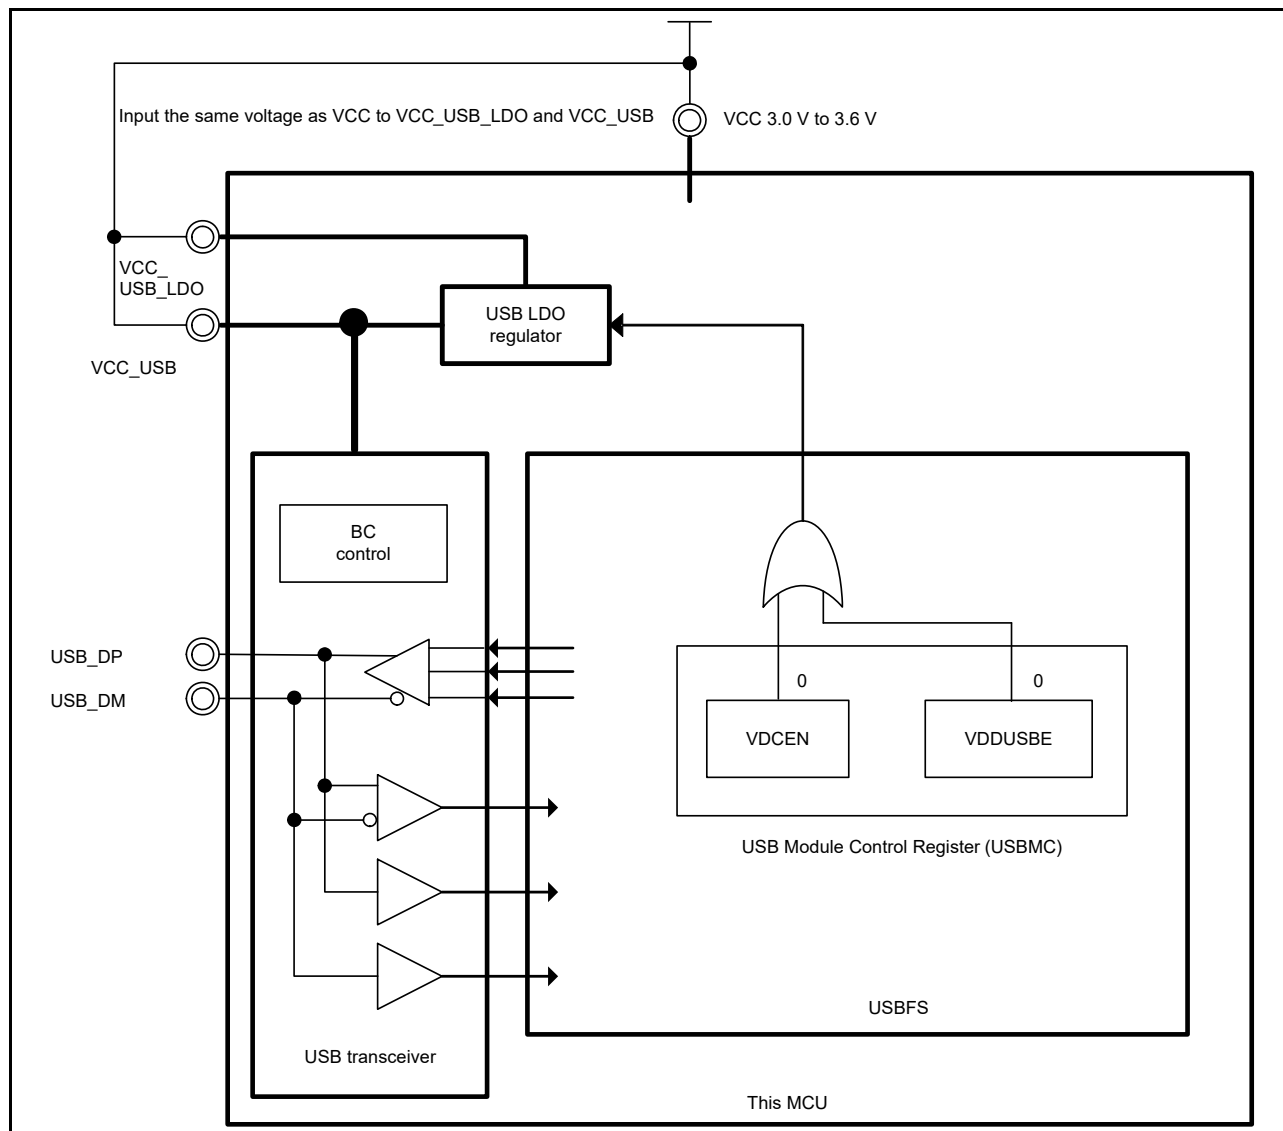 Input the same voltage as VCC to VCC_USB_LDO and VCC_USB
VCC 3.0 V to 3.6 V
VCC_
USB_LDO
USB LDO
regulator
VCC_USB
BC
control
USB_DP
USB_DM
0
0
VDCEN
VDDUSBE
USB Module Control Register (USBMC)
USBFS
USB transceiver
This MCU